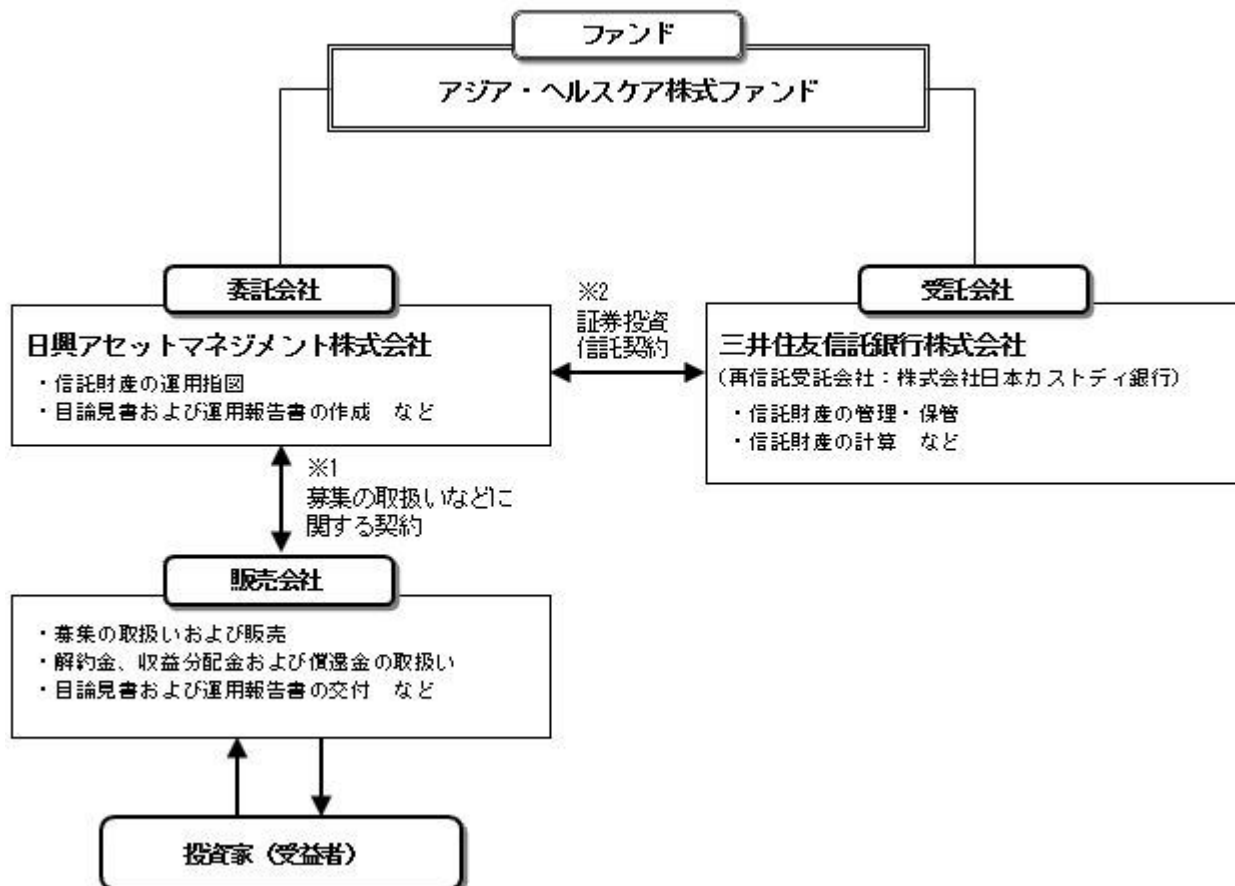 ファンド
アジア・ヘルスケア株式ファンド
委託会社
日興アセットマネジメント株式会社
・信託財産の運用指図
・目論見書および運用報告書の作成　など
※2
証券投資
信託契約
受託会社
三井住友信託銀行株式会社
（再信託受託会社：株式会社日本カストディ銀行）
・信託財産の管理・保管
・信託財産の計算　など
※1
募集の取扱いなどに
関する契約
販売会社
・募集の取扱いおよび販売
・解約金、収益分配金および償還金の取扱い
・目論見書および運用報告書の交付　など
投資家（受益者）